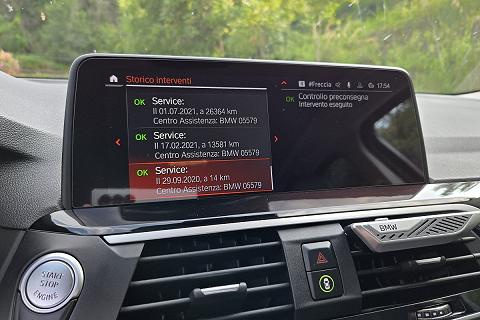 Storico interventi
#Freccia 17:54
OK Service:
Il 01.07.2021, a 26364 km
Centro Assistenza: BMW 05579
OK Service:
Il 17.02.2021, a 13581 km
Centro Assistenza: BMW 05579
OK Service:
Il 29.09.2020, a 14 km
Centro Assistenza: BMW 05579
OK Controllo preconsegna
Intervento eseguito
BMW
START
STOP
ENGINE